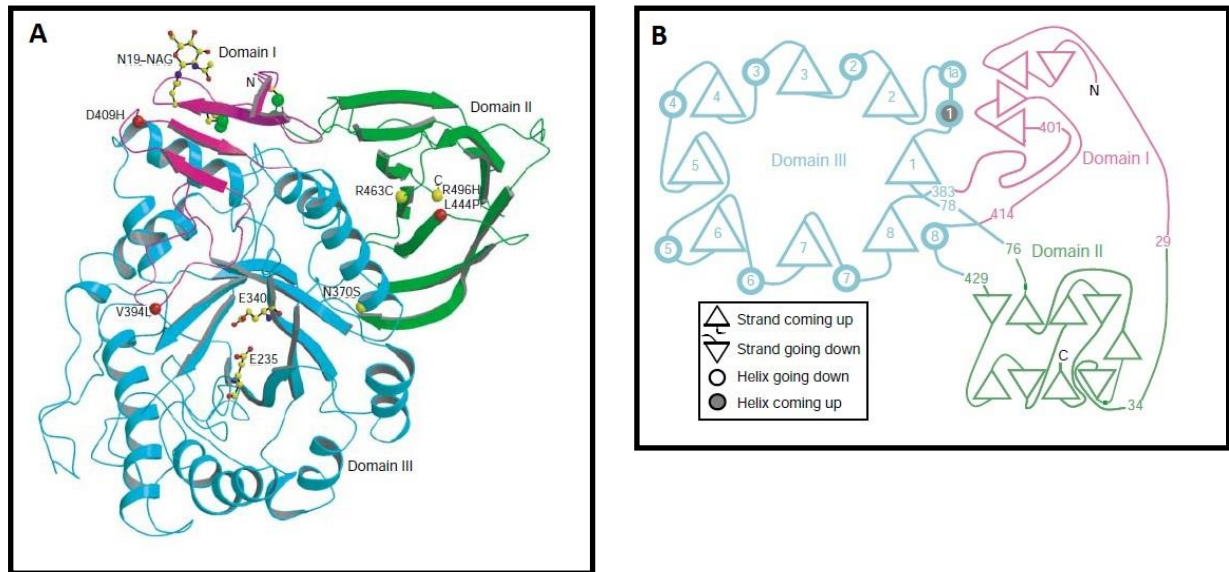 A
Domain I
N19–NAG
N
Domain II
D409H
R463C
C
R496H
L444P
N370S
V394L
E340
E235
Domain III
B
3
3
2
1a
4
4
2
1
N
401
5
Domain III
1
Domain I
383
78
414
5
6
7
8
8
76
Domain II
29
6
7
429
C
34
Strand coming up
Strand going down
Helix going down
Helix coming up